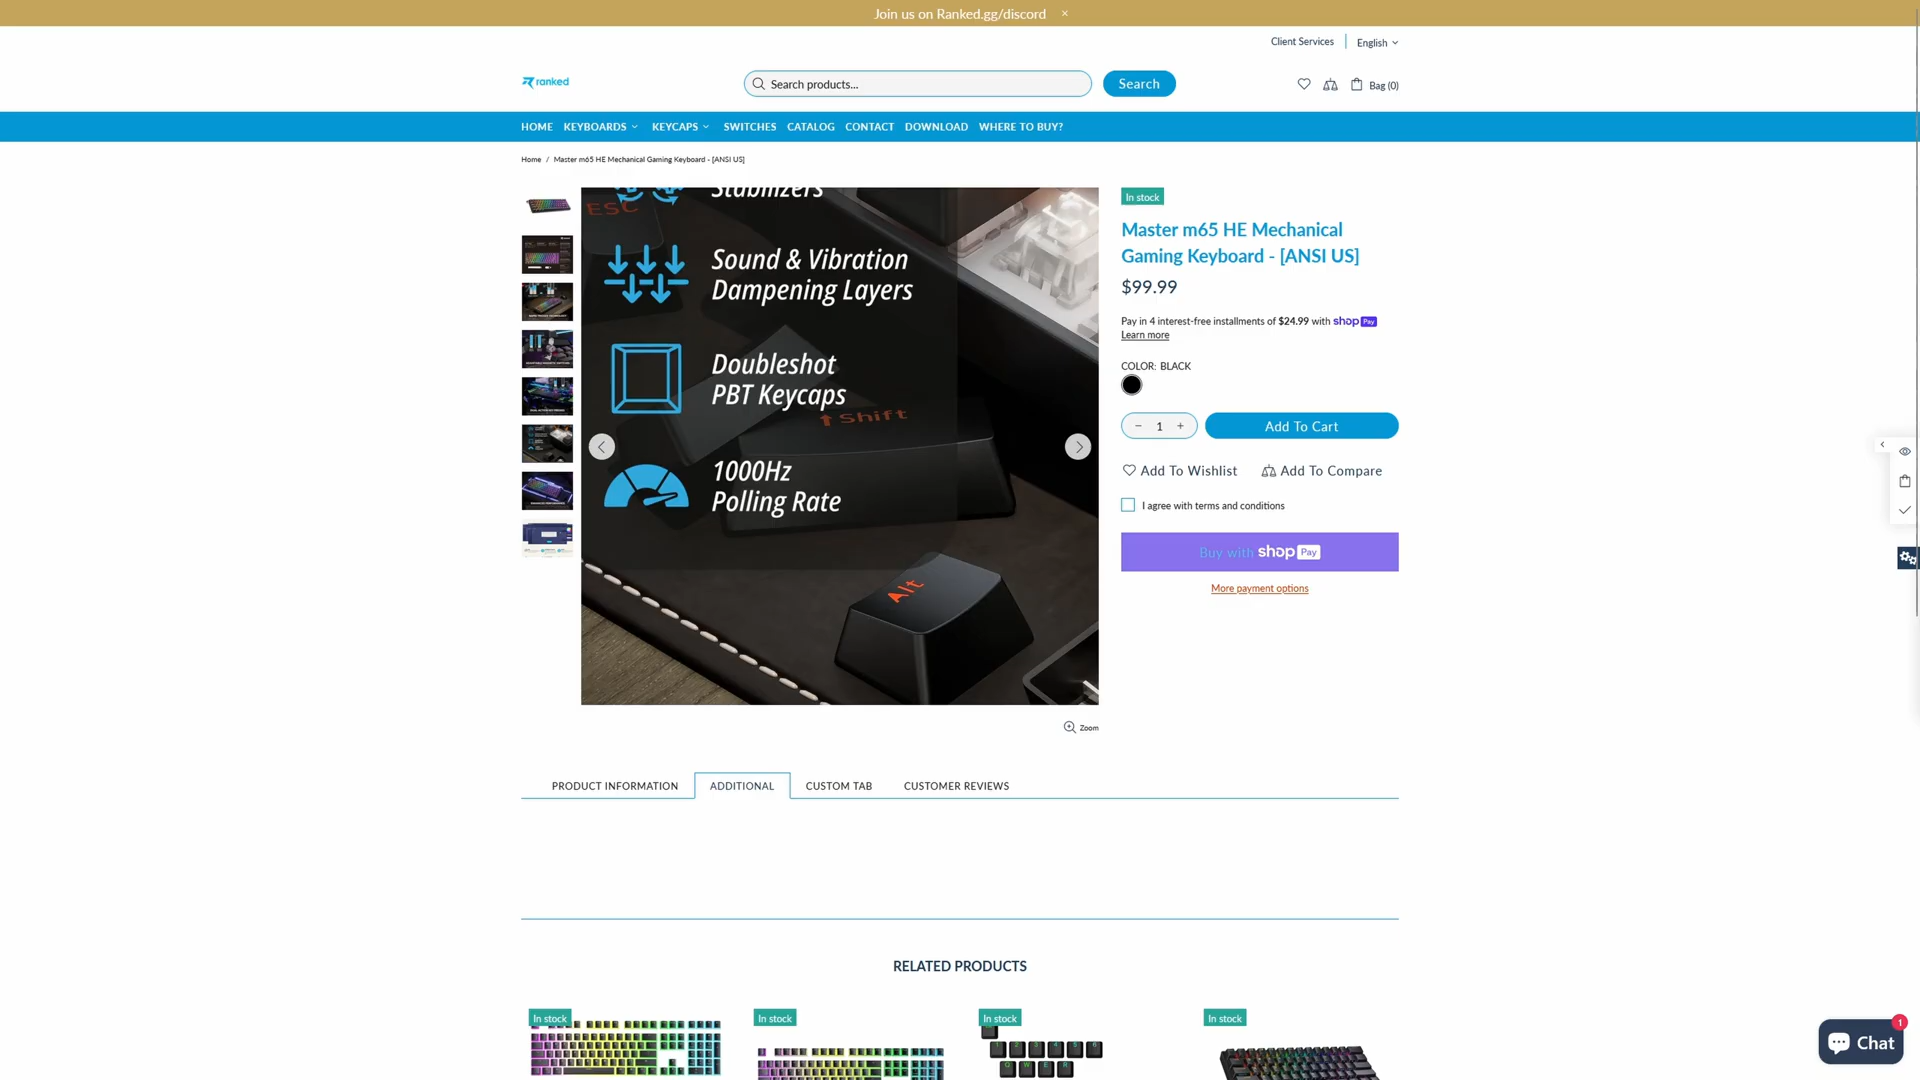 Join us on Ranked.gg/discord ×
Client Services
English
ranked
Search products...
Search
Bag (0)
HOME KEYBOARDS KEYCAPS SWITCHES CATALOG CONTACT DOWNLOAD WHERE TO BUY?
Home / Master m65 HE Mechanical Gaming Keyboard - [ANSI US]
Stabilizers
ESC
Sound & Vibration
Dampening Layers
Doubleshot
PBT Keycaps
Shift
1000Hz
Polling Rate
Alt
Zoom
In stock
Master m65 HE Mechanical
Gaming Keyboard - [ANSI US]
$99.99
Pay in 4 interest-free installments of $24.99 with shop Pay
Learn more
COLOR: BLACK
− 1 +
Add To Cart
Add To Wishlist
Add To Compare
I agree with terms and conditions
Buy with shop Pay
More payment options
PRODUCT INFORMATION
ADDITIONAL
CUSTOM TAB
CUSTOMER REVIEWS
RELATED PRODUCTS
In stock
In stock
In stock
In stock
Chat
1